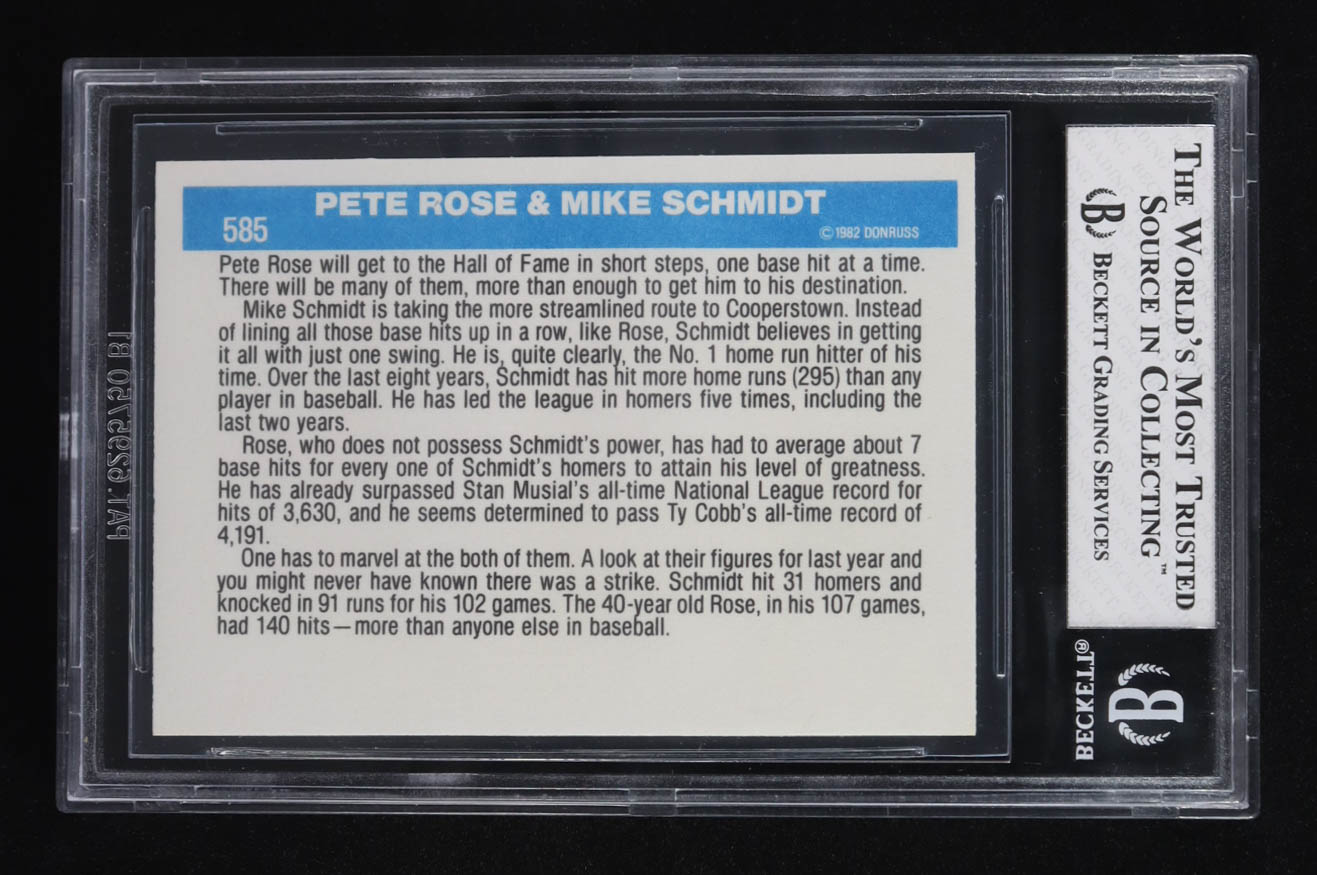 PETE ROSE & MIKE SCHMIDT
585
© 1982 DONRUSS
Pete Rose will get to the Hall of Fame in short steps, one base hit at a time.
There will be many of them, more than enough to get him to his destination.
Mike Schmidt is taking the more streamlined route to Cooperstown. Instead
of lining all those base hits up in a row, like Rose, Schmidt believes in getting
it all with just one swing. He is, quite clearly, the No. 1 home run hitter of his
time. Over the last eight years, Schmidt has hit more home runs (295) than any
player in baseball. He has led the league in homers five times, including the
last two years.
Rose, who does not possess Schmidt's power, has had to average about 7
base hits for every one of Schmidt's homers to attain his level of greatness.
He has already surpassed Stan Musial's all-time National League record for
hits of 3,630, and he seems determined to pass Ty Cobb's all-time record of
4,191.
One has to marvel at the both of them. A look at their figures for last year and
you might never have known there was a strike. Schmidt hit 31 homers and
knocked in 91 runs for his 102 games. The 40-year old Rose, in his 107 games,
had 140 hits—more than anyone else in baseball.
THE WORLD'S MOST TRUSTED
SOURCE IN COLLECTING™
B BECKETT GRADING SERVICES
B
BECKETT®